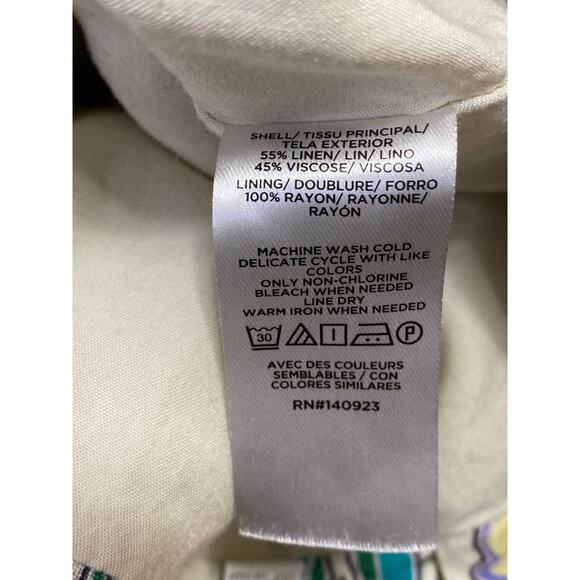 SHELL/ TISSU PRINCIPAL/
TELA EXTERIOR
55% LINEN/ LIN/ LINO
45% VISCOSE/ VISCOSA
LINING/ DOUBLURE/ FORRO
100% RAYON/ RAYONNE/
RAYÓN
MACHINE WASH COLD
DELICATE CYCLE WITH LIKE
COLORS
ONLY NON-CHLORINE
BLEACH WHEN NEEDED
LINE DRY
WARM IRON WHEN NEEDED
30 P
AVEC DES COULEURS
SEMBLABLES / CON
COLORES SIMILARES
RN#140923